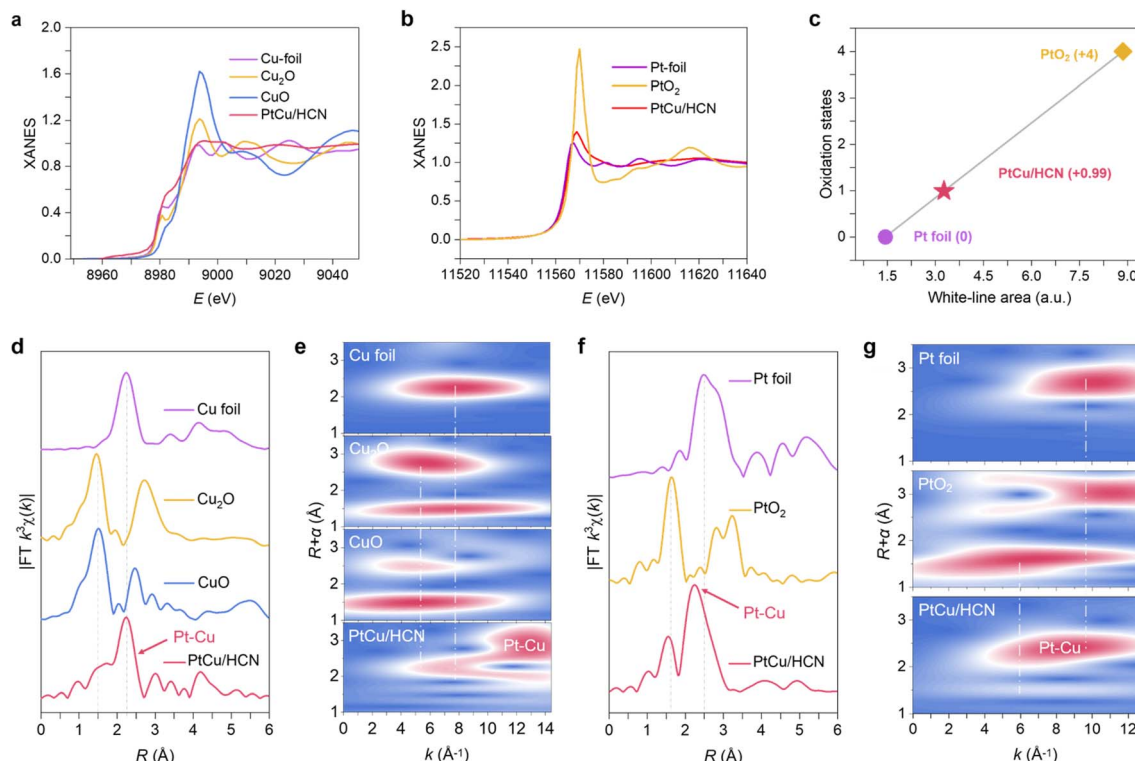 a
XANES
2.0
1.6
1.2
0.8
0.4
0.0
Cu-foil
Cu₂O
CuO
PtCu/HCN
8960 8980 9000 9020 9040
E (eV)
b
XANES
2.5
2.0
1.5
1.0
0.5
0.0
Pt-foil
PtO₂
PtCu/HCN
11520 11540 11560 11580 11600 11620 11640
E (eV)
c
Oxidation states
4
3
2
1
0
PtO₂ (+4)
PtCu/HCN (+0.99)
Pt foil (0)
1.5 3.3 4.5 6.0 7.5 9.0
White-line area (a.u.)
d
|FT k³χ(k)|
Cu foil
Cu₂O
CuO
Pt-Cu
PtCu/HCN
0 1 2 3 4 5 6
R (Å)
e
R+α (Å)
Cu foil
3
2
1
Cu₂O
3
2
1
CuO
3
2
1
PtCu/HCN
Pt-Cu
3
2
1
0 2 4 6 8 10 12 14
k (Å⁻¹)
f
|FT k³χ(k)|
Pt foil
PtO₂
Pt-Cu
PtCu/HCN
0 1 2 3 4 5 6
R (Å)
g
R+α (Å)
Pt foil
3
2
1
PtO₂
3
2
1
PtCu/HCN
Pt-Cu
3
2
1
0 2 4 6 8 10 12
k (Å⁻¹)